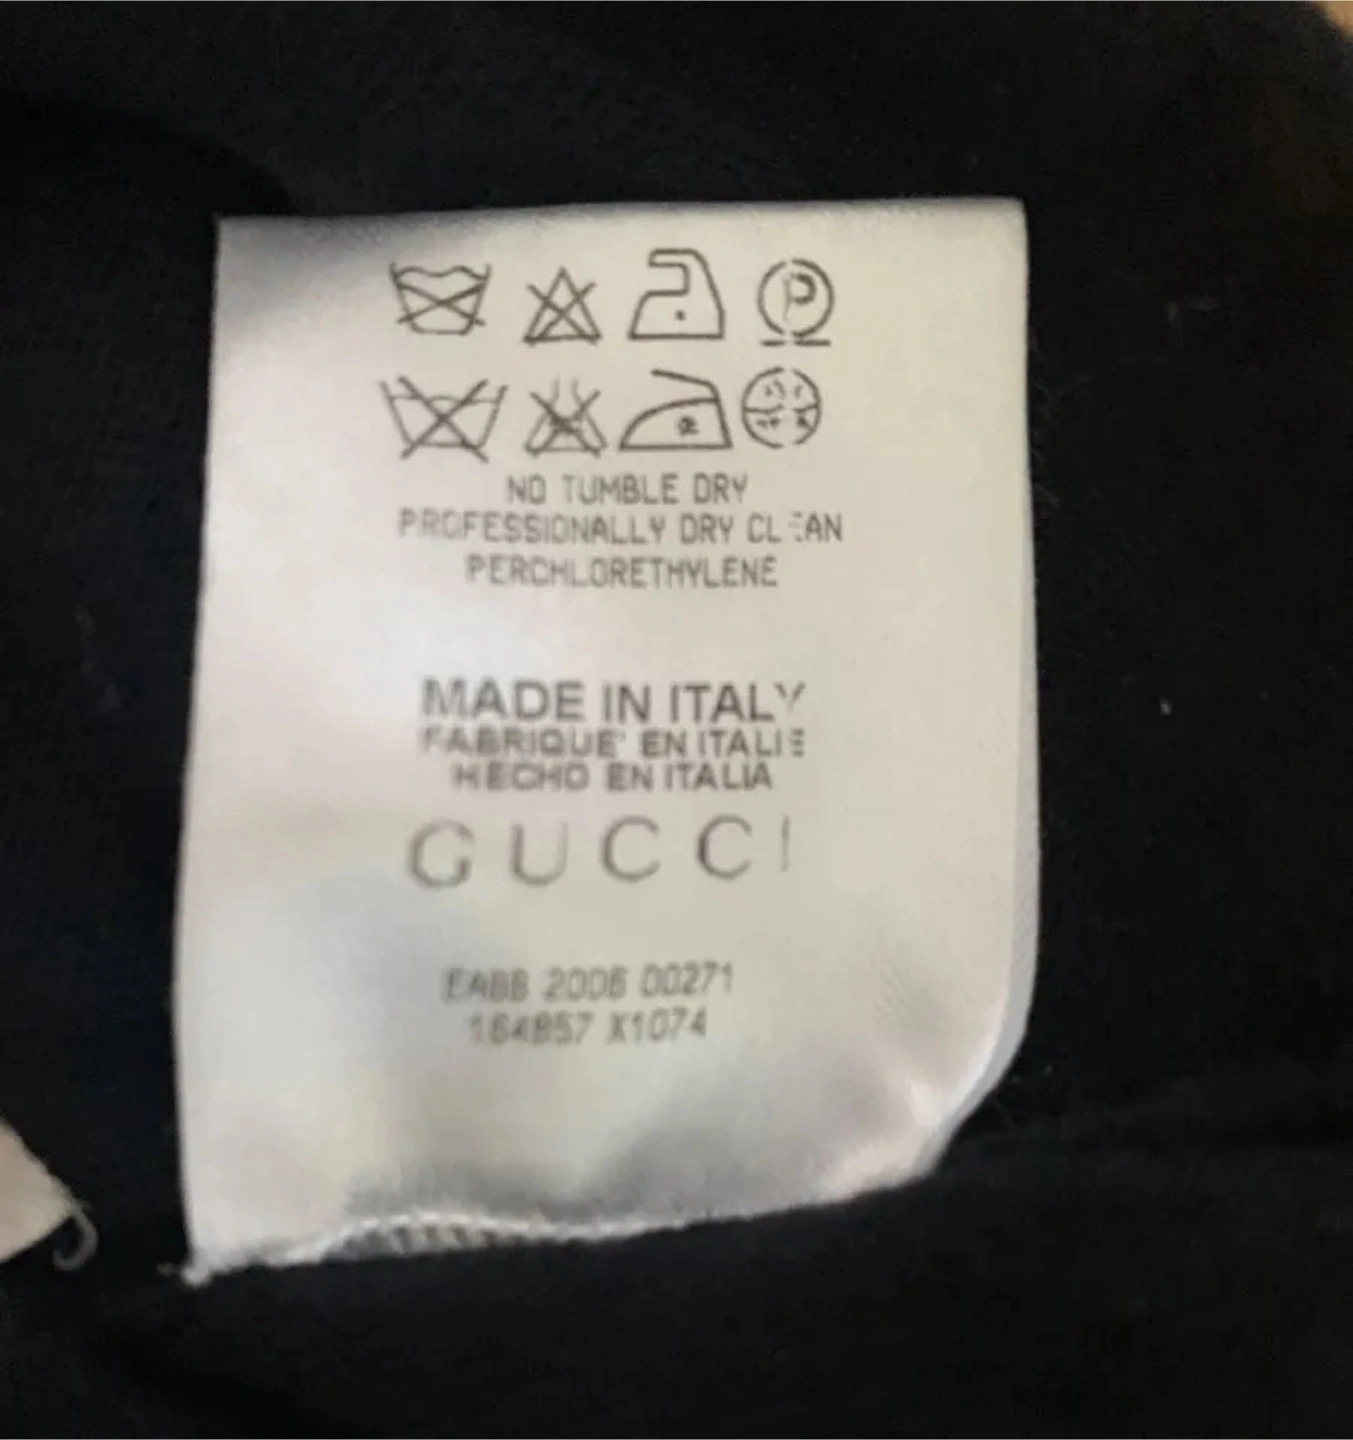 P
NO TUMBLE DRY
PROFESSIONALLY DRY CLEAN
PERCHLORETHYLENE
MADE IN ITALY
FABRIQUE' EN ITALIE
HECHO EN ITALIA
GUCCI
EABB 2006 00271
164857 X1074